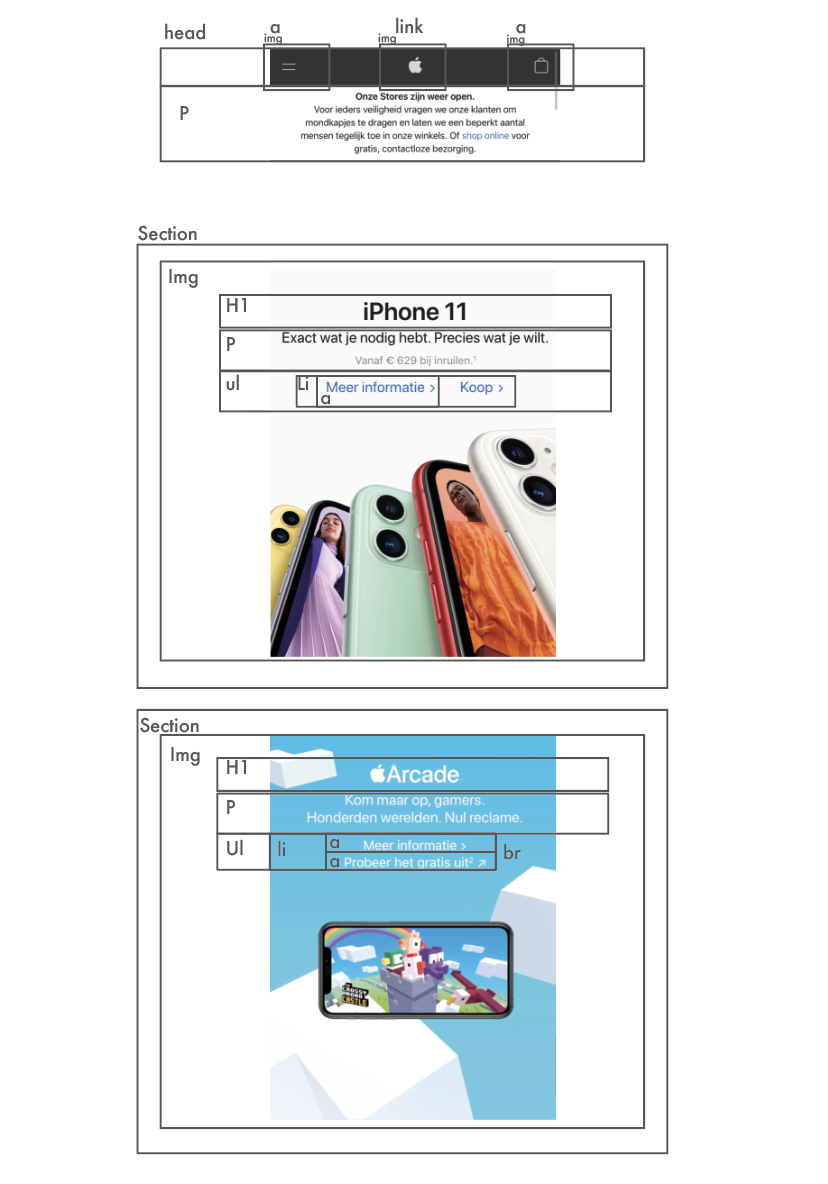 head
a
link
a
img
img
img
P
Onze Stores zijn weer open.
Voor ieders veiligheid vragen we onze klanten om
mondkapjes te dragen en laten we een beperkt aantal
mensen tegelijk toe in onze winkels. Of shop online voor
gratis, contactloze bezorging.
Section
Img
H1
iPhone 11
P
Exact wat je nodig hebt. Precies wat je wilt.
Vanaf € 629 bij inruilen.¹
ul
Li
a
Meer informatie ›
Koop ›
Section
Img
H1
Arcade
P
Kom maar op, gamers.
Honderden werelden. Nul reclame.
Ul
li
a
Meer informatie ›
br
a
Probeer het gratis uit² ↗
CROSSY
ROAD
CASTLE